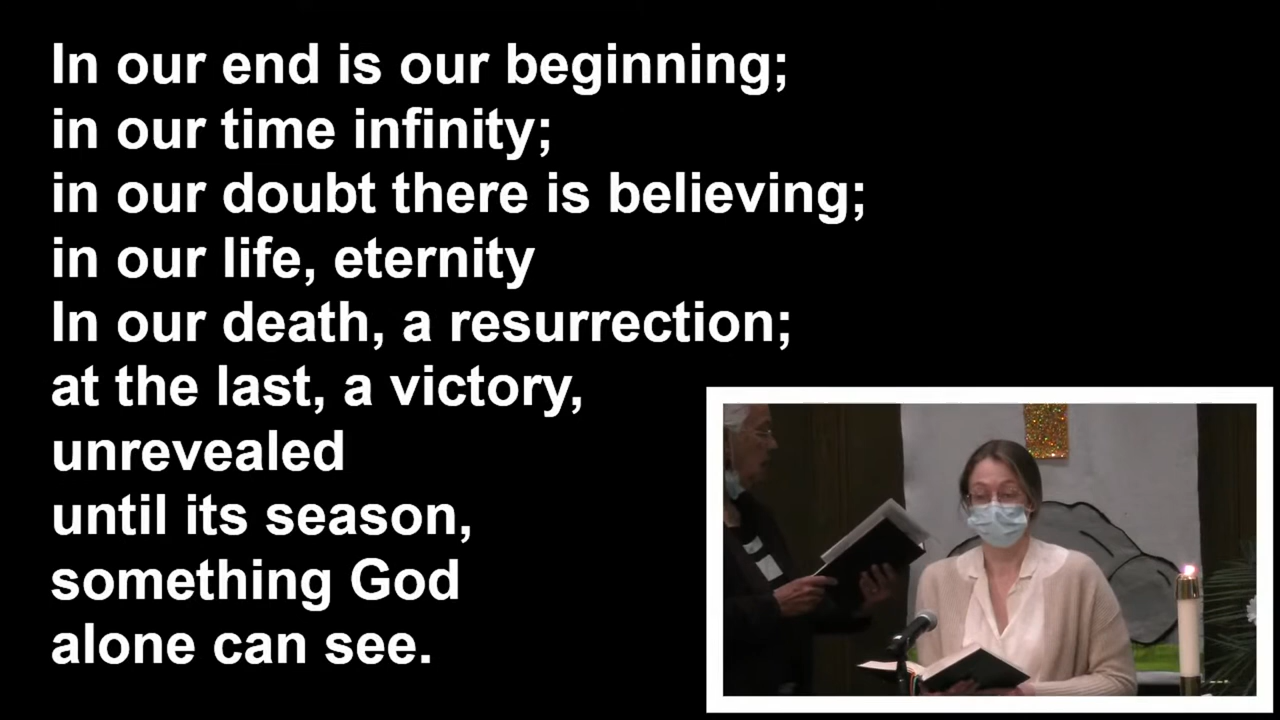 In our end is our beginning;
in our time infinity;
in our doubt there is believing;
in our life, eternity
In our death, a resurrection;
at the last, a victory,
unrevealed
until its season,
something God
alone can see.